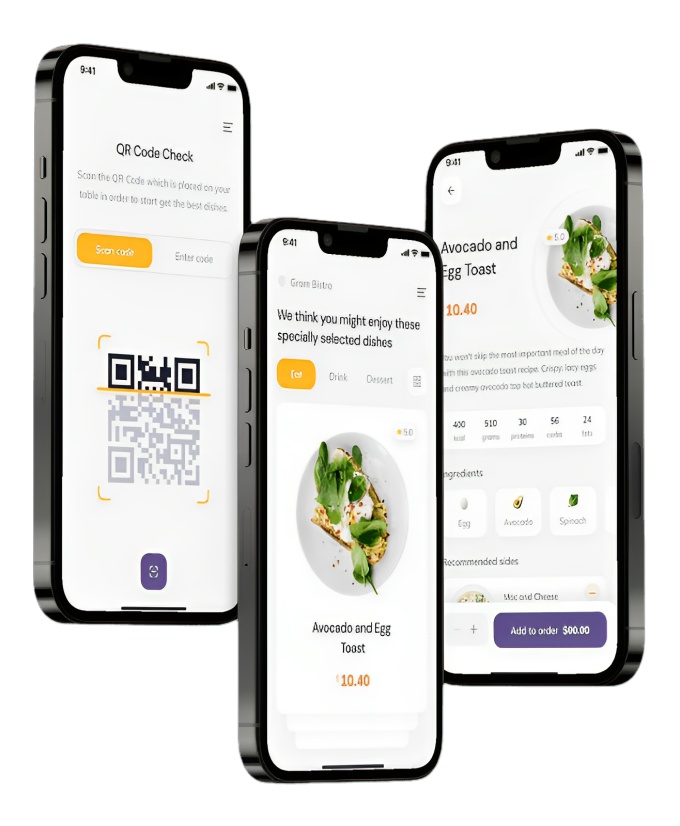 9:41
QR Code Check
Scan the QR Code which is placed on your
table in order to start get the best dishes.
Scan code
Enter code
9:41
Gram Bistro
We think you might enjoy these
specially selected dishes
Eat
Drink
Dessert
5.0
Avocado and Egg
Toast
10.40
9:41
Avocado and
Egg Toast
5.0
10.40
You won't skip the most important meal of the day
with this avocado toast recipe. Crispy, lacy eggs
and creamy avocado top hot buttered toast.
400 510 30 56 24
kcal grams proteins carbs fats
Ingredients
Egg
Avocado
Spinach
Recommended sides
Mac and Cheese
- +
Add to order $00.00